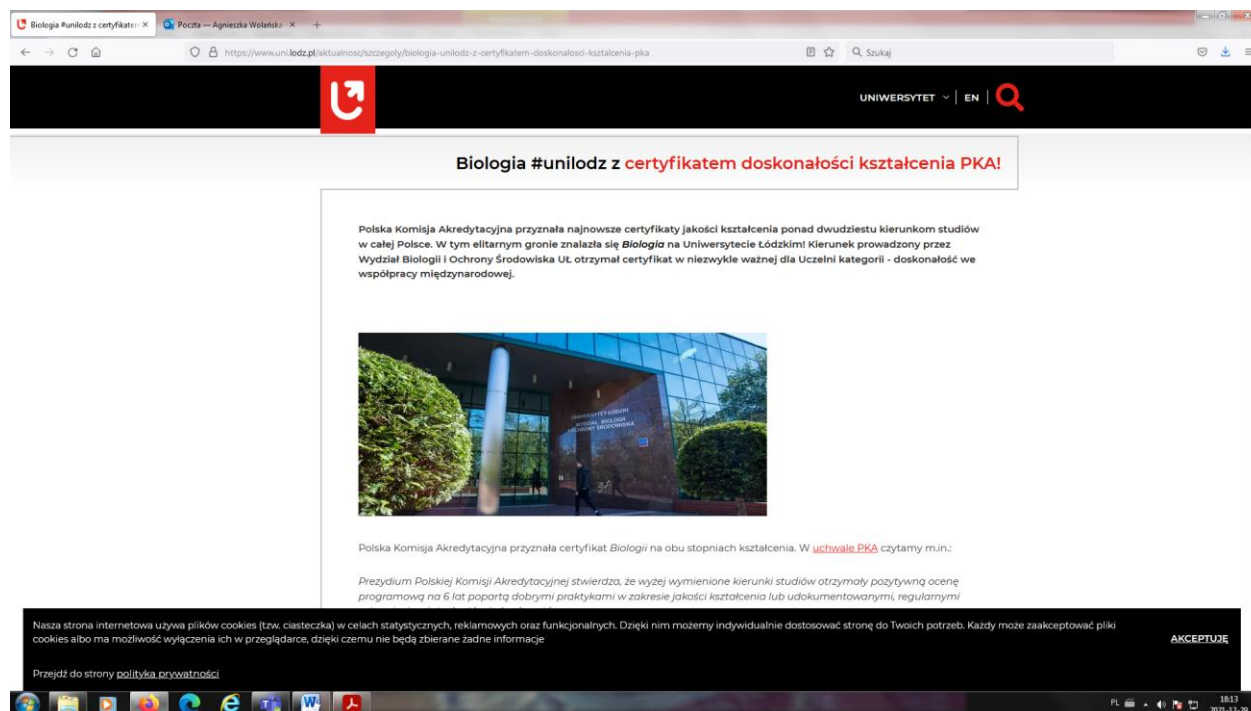 Biologia #unilodz z certyfikatem
Poczta — Agnieszka Wolańska
https://www.uni.lodz.pl/aktualnosc/szczegoly/biologia-unilodz-z-certyfikatem-doskonalosci-ksztalcenia-pka
Szukaj
UNIWERSYTET
EN
Biologia #unilodz z certyfikatem doskonałości kształcenia PKA!
Polska Komisja Akredytacyjna przyznała najnowsze certyfikaty jakości kształcenia ponad dwudziestu kierunkom studiów
w całej Polsce. W tym elitarnym gronie znalazła się Biologia na Uniwersytecie Łódzkim! Kierunek prowadzony przez
Wydział Biologii i Ochrony Środowiska UŁ otrzymał certyfikat w niezwykle ważnej dla Uczelni kategorii - doskonałość we
współpracy międzynarodowej.
UNIWERSYTET ŁÓDZKI
WYDZIAŁ BIOLOGII
I OCHRONY ŚRODOWISKA
Polska Komisja Akredytacyjna przyznała certyfikat Biologii na obu stopniach kształcenia. W uchwale PKA czytamy m.in.:
Prezydium Polskiej Komisji Akredytacyjnej stwierdza, że wyżej wymienione kierunki studiów otrzymały pozytywną ocenę
programową na 6 lat popartą dobrymi praktykami w zakresie jakości kształcenia lub udokumentowanymi, regularnymi
Nasza strona internetowa używa plików cookies (tzw. ciasteczka) w celach statystycznych, reklamowych oraz funkcjonalnych. Dzięki nim możemy indywidualnie dostosować stronę do Twoich potrzeb. Każdy może zaakceptować pliki
cookies albo ma możliwość wyłączenia ich w przeglądarce, dzięki czemu nie będą zbierane żadne informacje
AKCEPTUJĘ
Przejdź do strony polityka prywatności
PL
18:13
2021-12-29